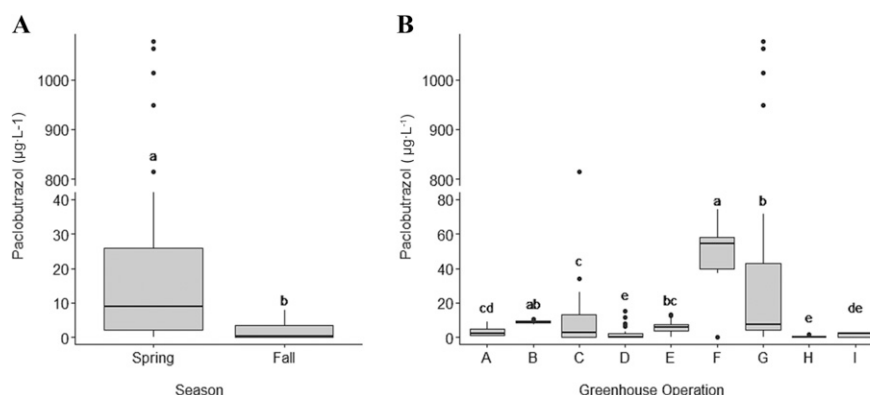 A
Paclobutrazol (µg·L-1)
1000
900
800
40
30
20
10
0
a
b
Spring Fall
Season
B
Paclobutrazol ( µg·L⁻¹)
1000
900
800
80
60
40
20
0
cd ab c e bc a b e de
A B C D E F G H I
Greenhouse Operation